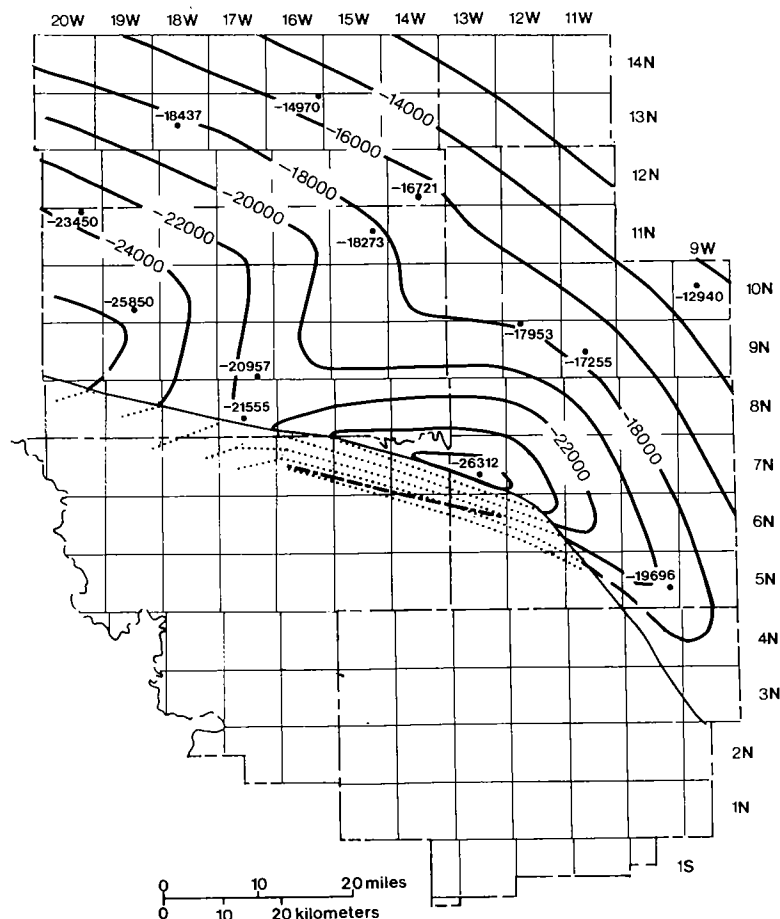 20W 19W 18W 17W 16W 15W 14W 13W 12W 11W
14N
-14970
-14000
-18437
13N
-16000
12N
-18000
-16721
-20000
-23450
-22000
-18273
11N
9W
-24000
10N
-12940
-25850
-17953
-17255
9N
-20957
-21555
8N
-18000
-22000
-26312
7N
6N
-19696
5N
4N
3N
2N
1N
1S
0 10 20 miles
0 10 20 kilometers